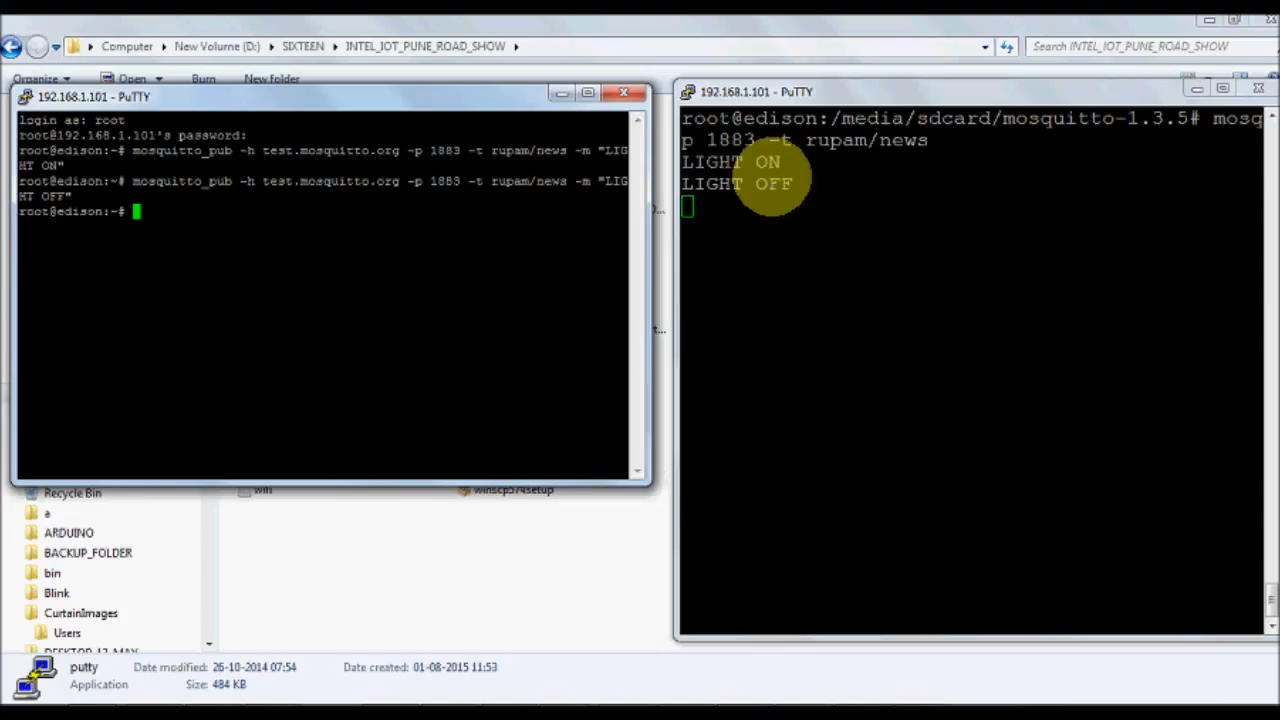 Computer New Volume (D:) SIXTEEN INTEL_IOT_PUNE_ROAD_SHOW
Search INTEL_IOT_PUNE_ROAD_SHOW
Organize Open Burn New folder
192.168.1.101 - PuTTY
login as: root
root@192.168.1.101's password:
root@edison:~# mosquitto_pub -h test.mosquitto.org -p 1883 -t rupam/news -m "LIG
HT ON"
root@edison:~# mosquitto_pub -h test.mosquitto.org -p 1883 -t rupam/news -m "LIG
HT OFF"
root@edison:~#
192.168.1.101 - PuTTY
root@edison:/media/sdcard/mosquitto-1.3.5# mosq
p 1883 -t rupam/news
LIGHT ON
LIGHT OFF
Recycle Bin
a
ARDUINO
BACKUP_FOLDER
bin
Blink
CurtainImages
Users
win
winscp574setup
putty Date modified: 26-10-2014 07:54 Date created: 01-08-2015 11:53
Application Size: 484 KB